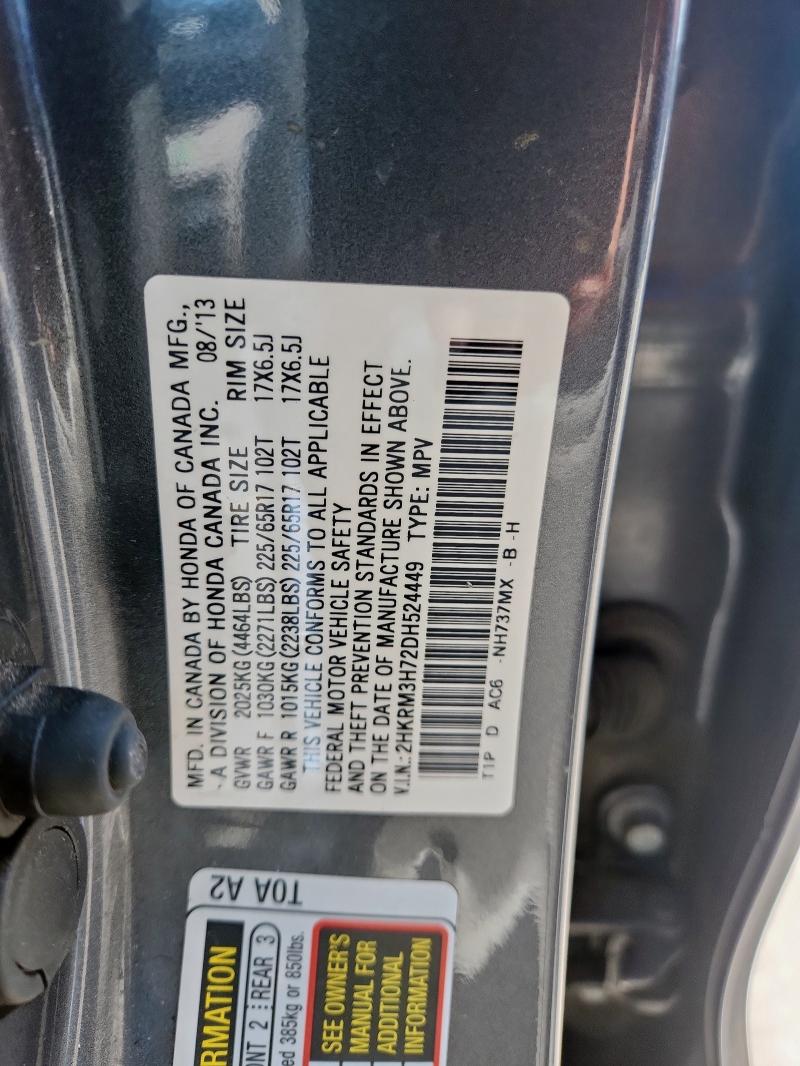 MFD. IN CANADA BY HONDA OF CANADA MFG.,
- A DIVISION OF HONDA CANADA INC. 08/'13
GVWR 2025KG(4464LBS) TIRE SIZE RIM SIZE
GAWR F 1030KG(2271LBS) 225/65R17 102T 17X6.5J
GAWR R 1015KG(2238LBS) 225/65R17 102T 17X6.5J
THIS VEHICLE CONFORMS TO ALL APPLICABLE
FEDERAL MOTOR VEHICLE SAFETY
AND THEFT PREVENTION STANDARDS IN EFFECT
ON THE DATE OF MANUFACTURE SHOWN ABOVE.
V.I.N.: 2HKRM3H72DH524449 TYPE: MPV
T1P D AC6 -NH737MX -B -H
T0A A2
RMATION
ONT 2 REAR 3
ed 385kg or 850lbs.
SEE OWNER'S
MANUAL FOR
ADDITIONAL
INFORMATION